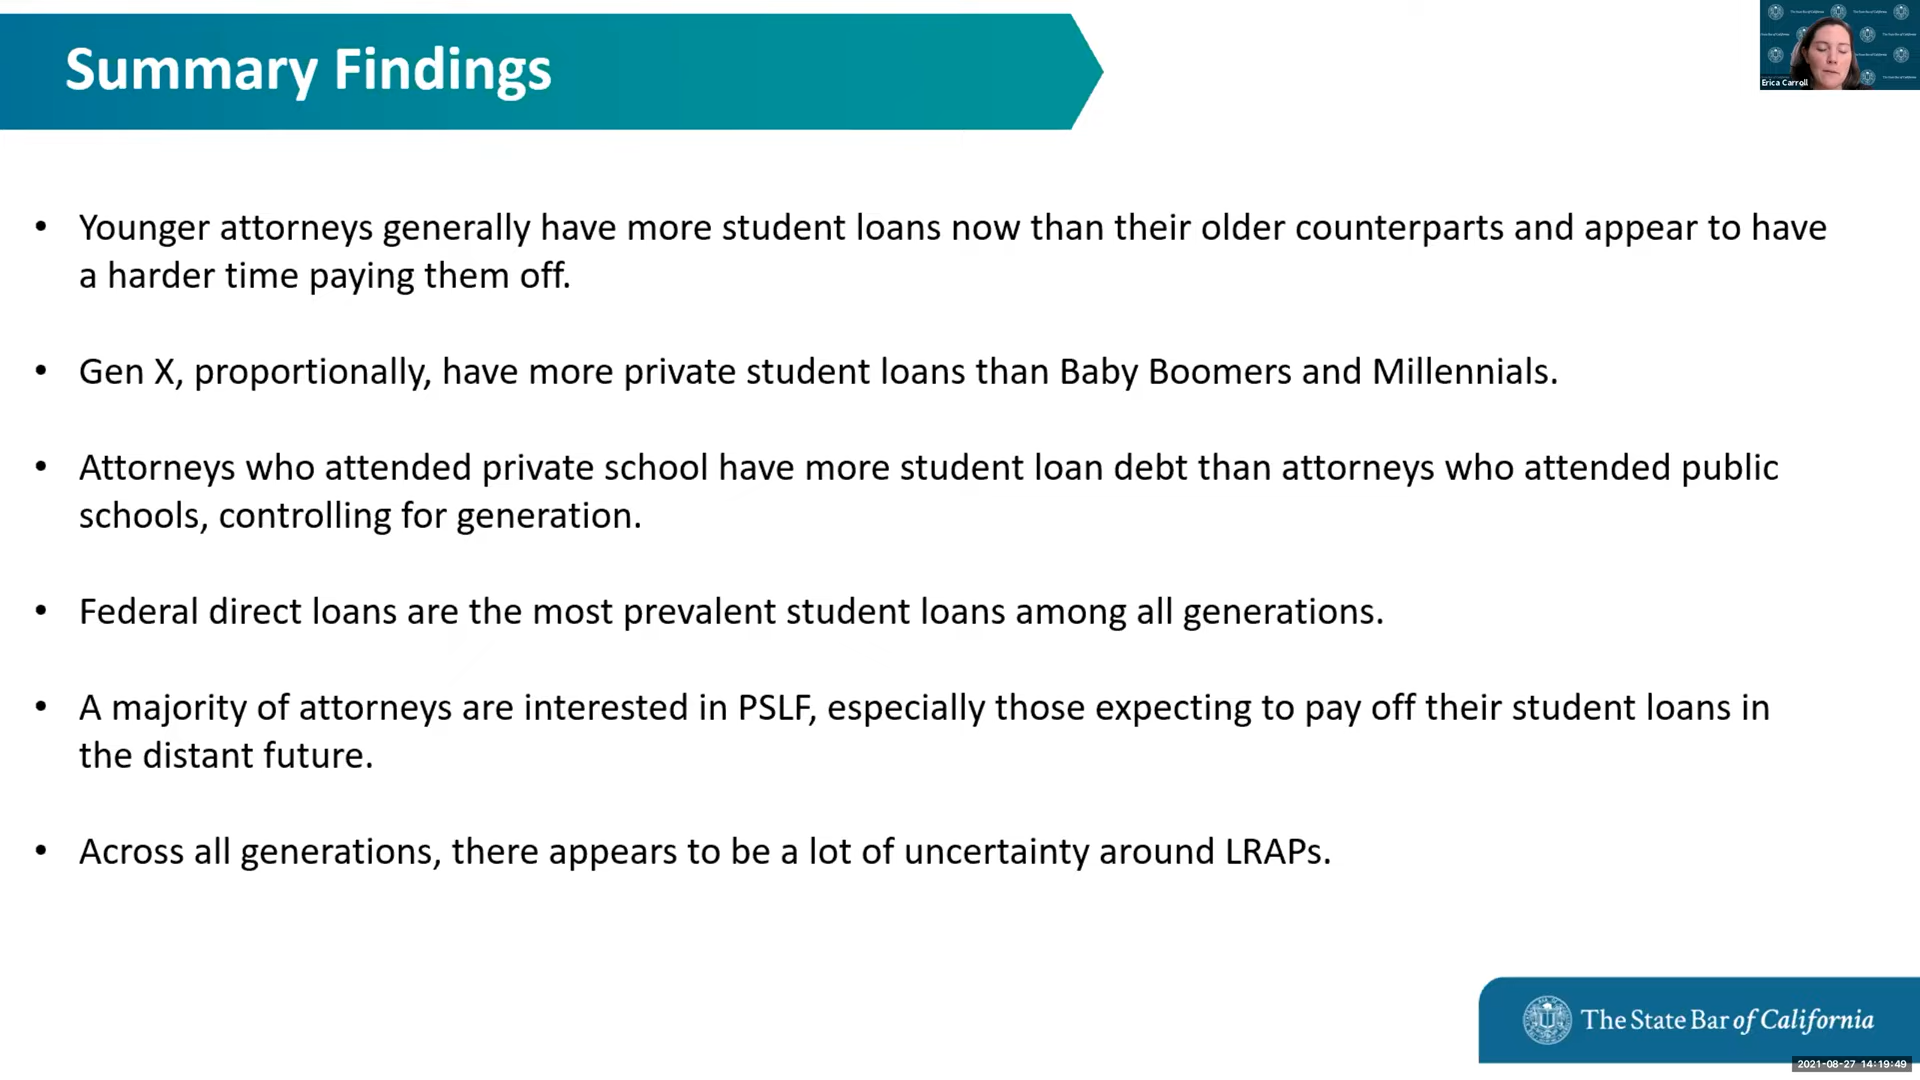 Summary Findings
Erica Carroll
• Younger attorneys generally have more student loans now than their older counterparts and appear to have
a harder time paying them off.
• Gen X, proportionally, have more private student loans than Baby Boomers and Millennials.
• Attorneys who attended private school have more student loan debt than attorneys who attended public
schools, controlling for generation.
• Federal direct loans are the most prevalent student loans among all generations.
• A majority of attorneys are interested in PSLF, especially those expecting to pay off their student loans in
the distant future.
• Across all generations, there appears to be a lot of uncertainty around LRAPs.
The State Bar of California
2021-08-27 14:19:49